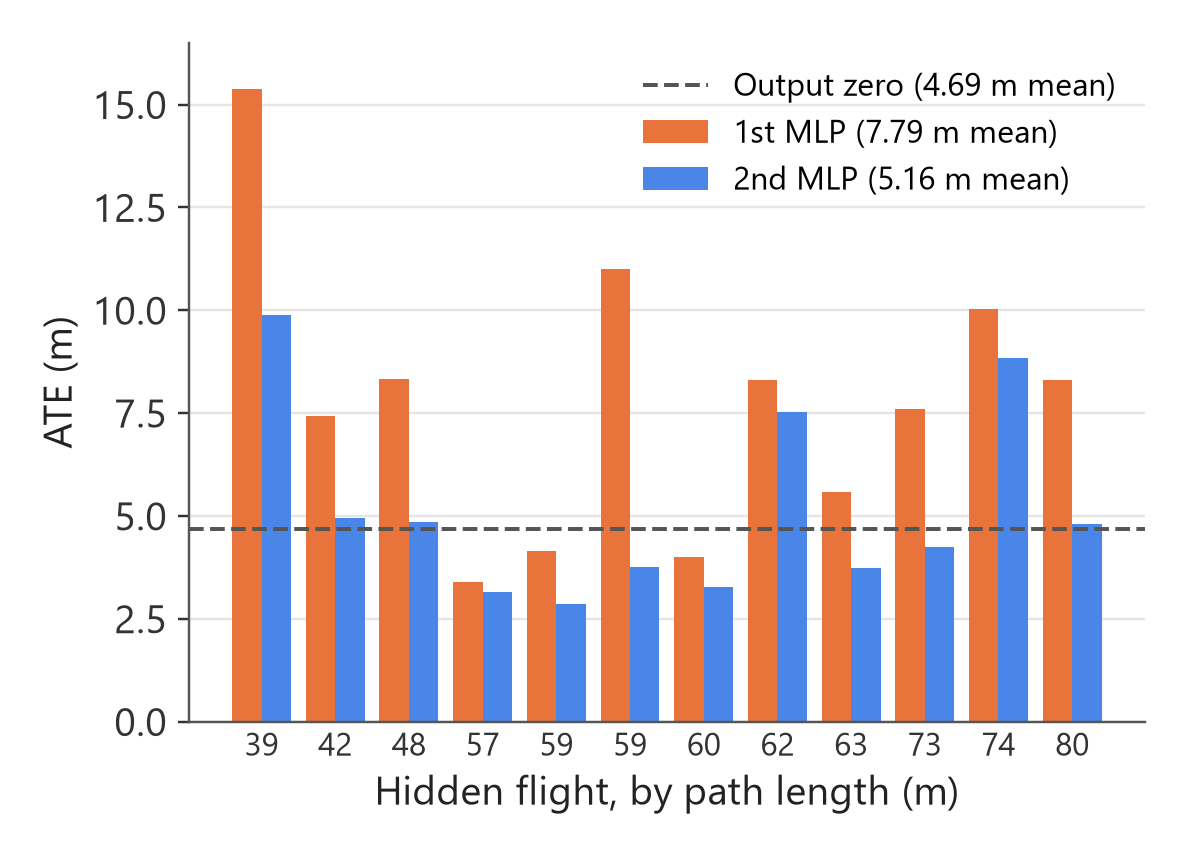 Output zero (4.69 m mean)
1st MLP (7.79 m mean)
2nd MLP (5.16 m mean)
ATE (m)
15.0
12.5
10.0
7.5
5.0
2.5
0.0
39 42 48 57 59 59 60 62 63 73 74 80
Hidden flight, by path length (m)